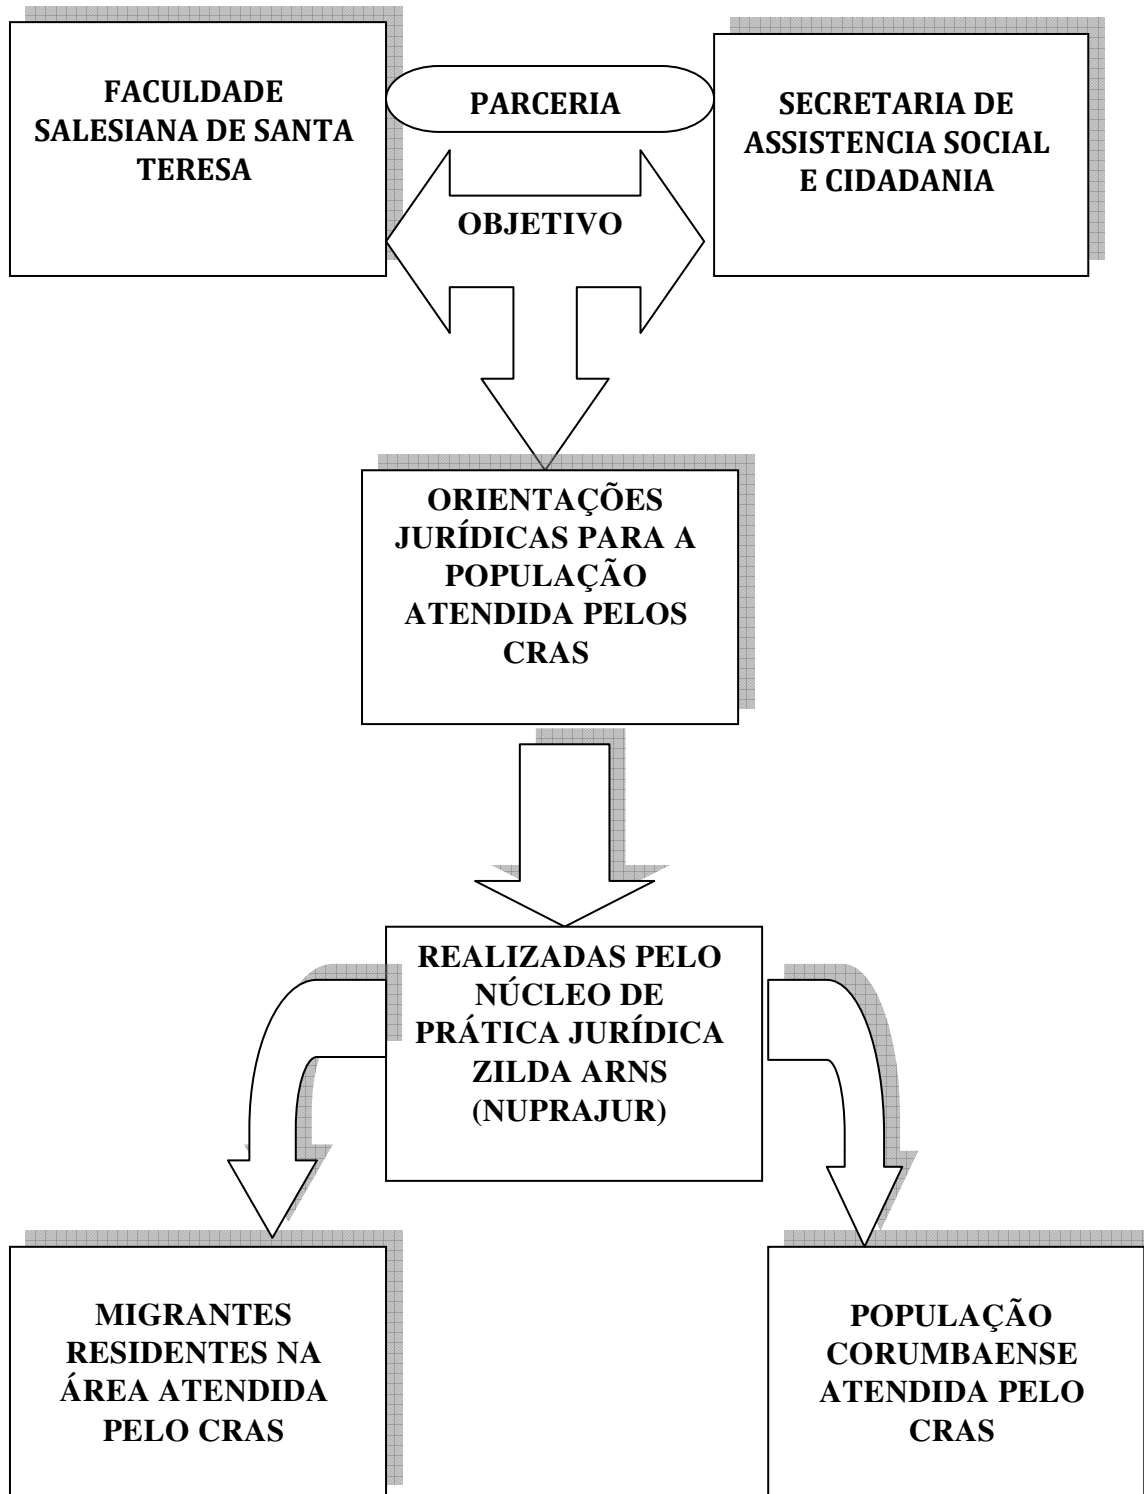 FACULDADE
SALESIANA DE SANTA
TERESA
PARCERIA
SECRETARIA DE
ASSISTENCIA SOCIAL
E CIDADANIA
OBJETIVO
ORIENTAÇÕES
JURÍDICAS PARA A
POPULAÇÃO
ATENDIDA PELOS
CRAS
REALIZADAS PELO
NÚCLEO DE
PRÁTICA JURÍDICA
ZILDA ARNS
(NUPRAJUR)
MIGRANTES
RESIDENTES NA
ÁREA ATENDIDA
PELO CRAS
POPULAÇÃO
CORUMBAENSE
ATENDIDA PELO
CRAS